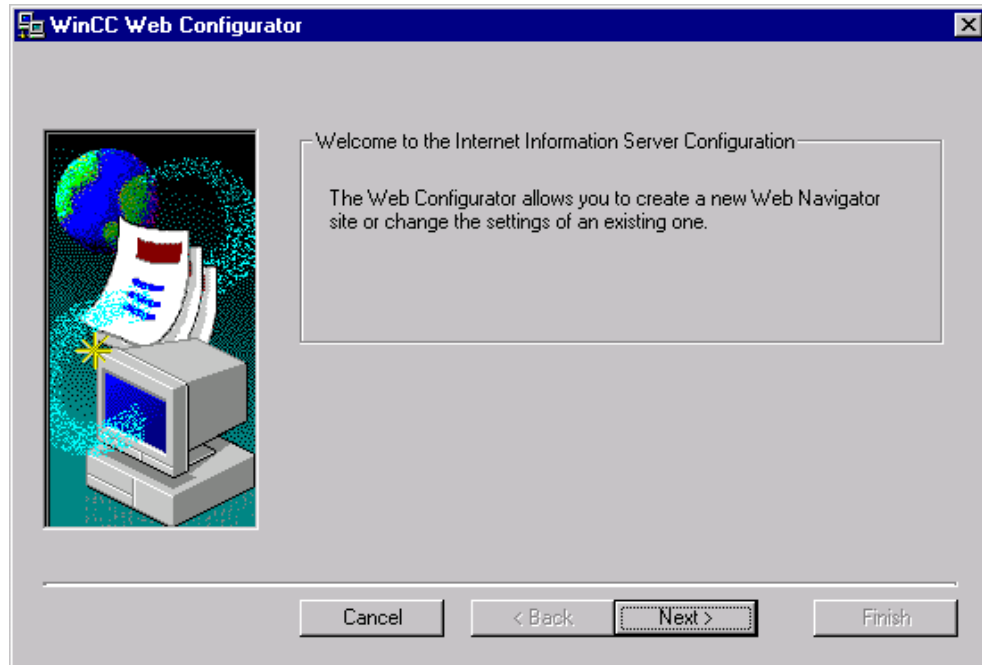 WinCC Web Configurator
Welcome to the Internet Information Server Configuration
The Web Configurator allows you to create a new Web Navigator
site or change the settings of an existing one.
Cancel
< Back
Next >
Finish